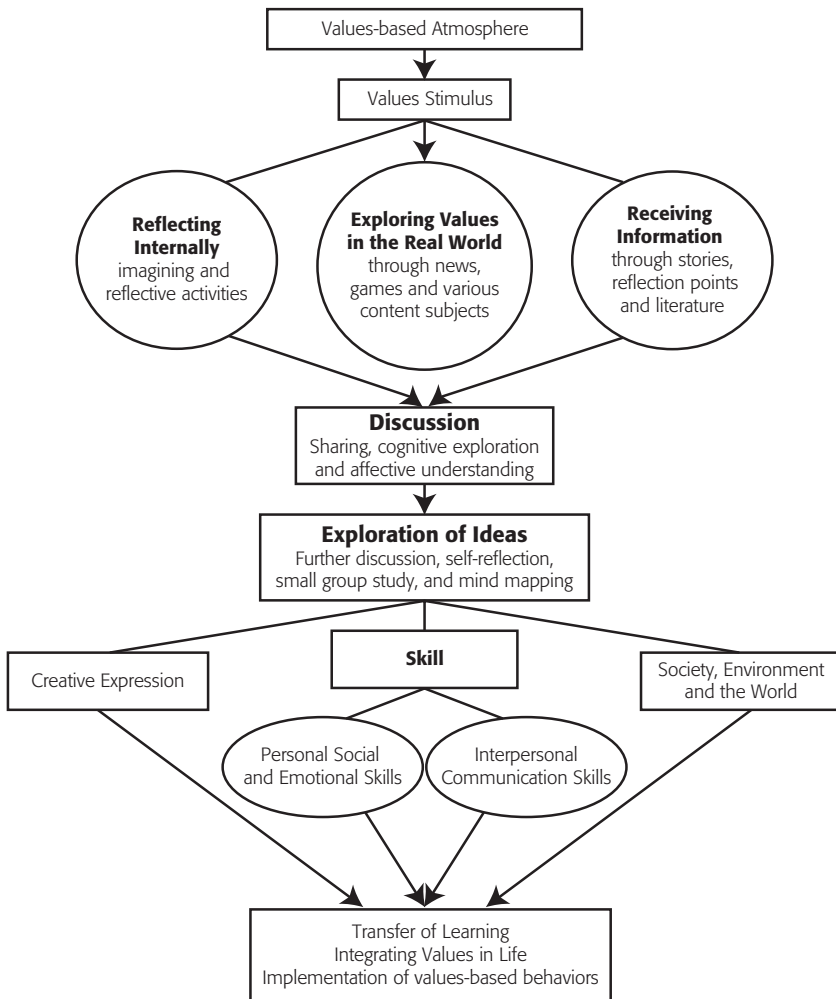 Values-based Atmosphere
Values Stimulus
Reflecting
Internally
imagining and
reflective activities
Exploring Values
in the Real World
through news,
games and various
content subjects
Receiving
Information
through stories,
reflection points
and literature
Discussion
Sharing, cognitive exploration
and affective understanding
Exploration of Ideas
Further discussion, self-reflection,
small group study, and mind mapping
Creative Expression
Skill
Society, Environment
and the World
Personal Social
and Emotional Skills
Interpersonal
Communication Skills
Transfer of Learning
Integrating Values in Life
Implementation of values-based behaviors